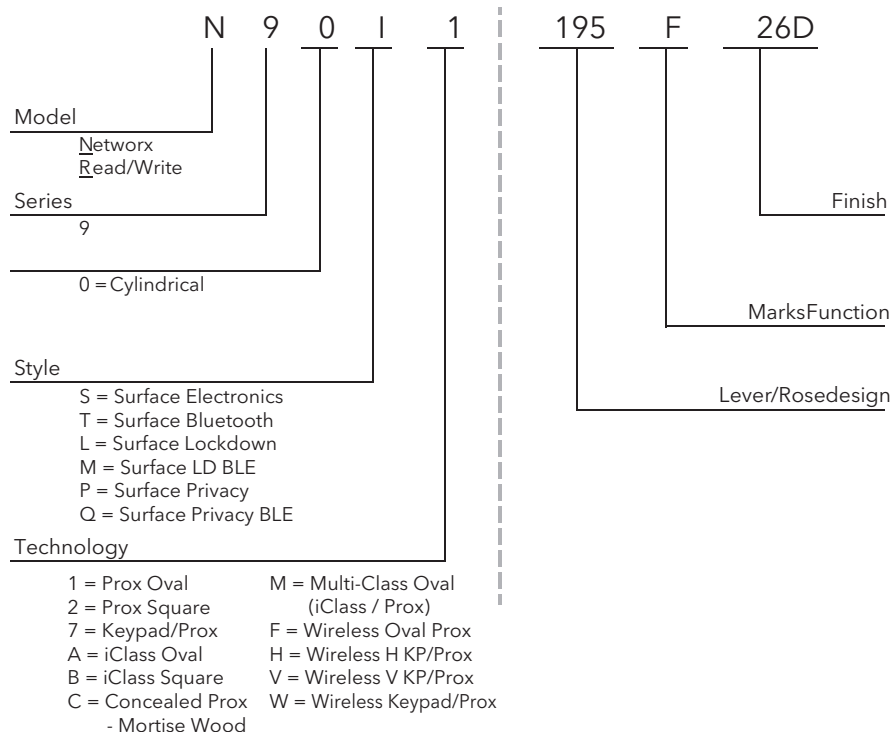 N 9 0 I 1 195 F 26D
Model
Networx
Read/Write
Series
9
Finish
0 = Cylindrical
MarksFunction
Style
S = Surface Electronics
T = Surface Bluetooth
L = Surface Lockdown
M = Surface LD BLE
P = Surface Privacy
Q = Surface Privacy BLE
Lever/Rosedesign
Technology
1 = Prox Oval
2 = Prox Square
7 = Keypad/Prox
A = iClass Oval
B = iClass Square
C = Concealed Prox
- Mortise Wood
M = Multi-Class Oval
(iClass / Prox)
F = Wireless Oval Prox
H = Wireless H KP/Prox
V = Wireless V KP/Prox
W = Wireless Keypad/Prox